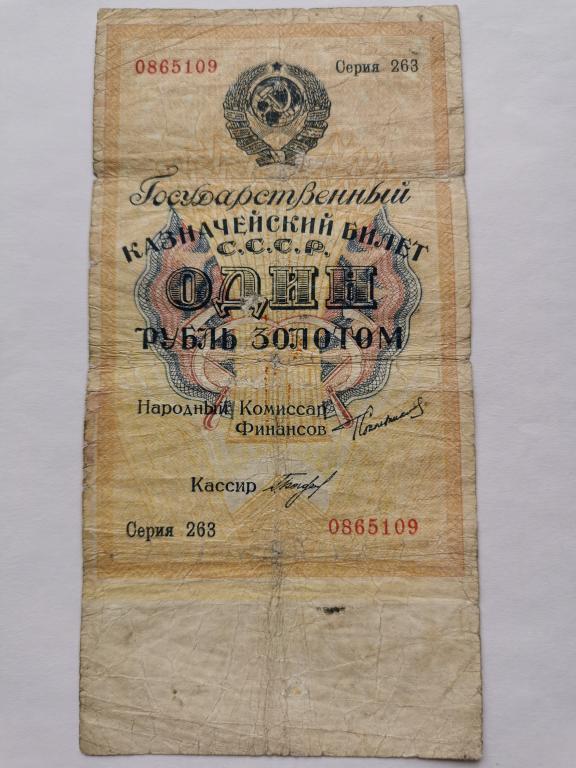 0865109 Серия 263
Государственный
КАЗНАЧЕЙСКИЙ БИЛЕТ
С.С.С.Р.
ОДИН
РУБЛЬ ЗОЛОТОМ
Народный Комиссар
Финансов
Кассир
Серия 263 0865109